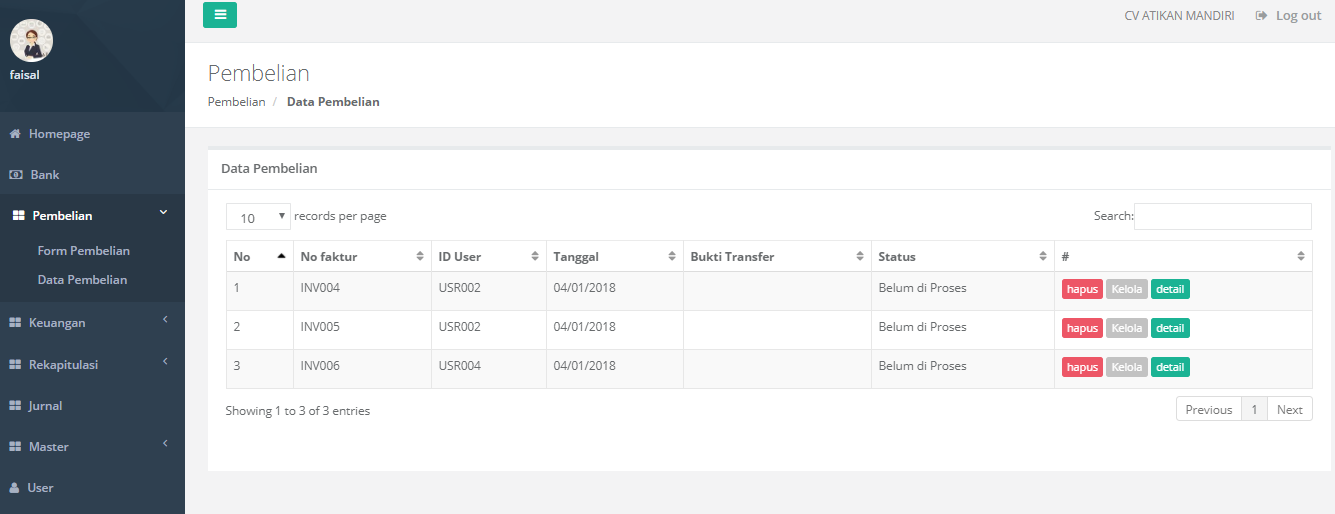 CV ATIKAN MANDIRI Log out
faisal
Homepage
Bank
Pembelian
Form Pembelian
Data Pembelian
Keuangan
Rekapitulasi
Jurnal
Master
User
Pembelian
Pembelian / Data Pembelian
Data Pembelian
10 records per page Search:
No No faktur ID User Tanggal Bukti Transfer Status #
1 INV004 USR002 04/01/2018 Belum di Proses hapus Kelola detail
2 INV005 USR002 04/01/2018 Belum di Proses hapus Kelola detail
3 INV006 USR004 04/01/2018 Belum di Proses hapus Kelola detail
Showing 1 to 3 of 3 entries Previous 1 Next